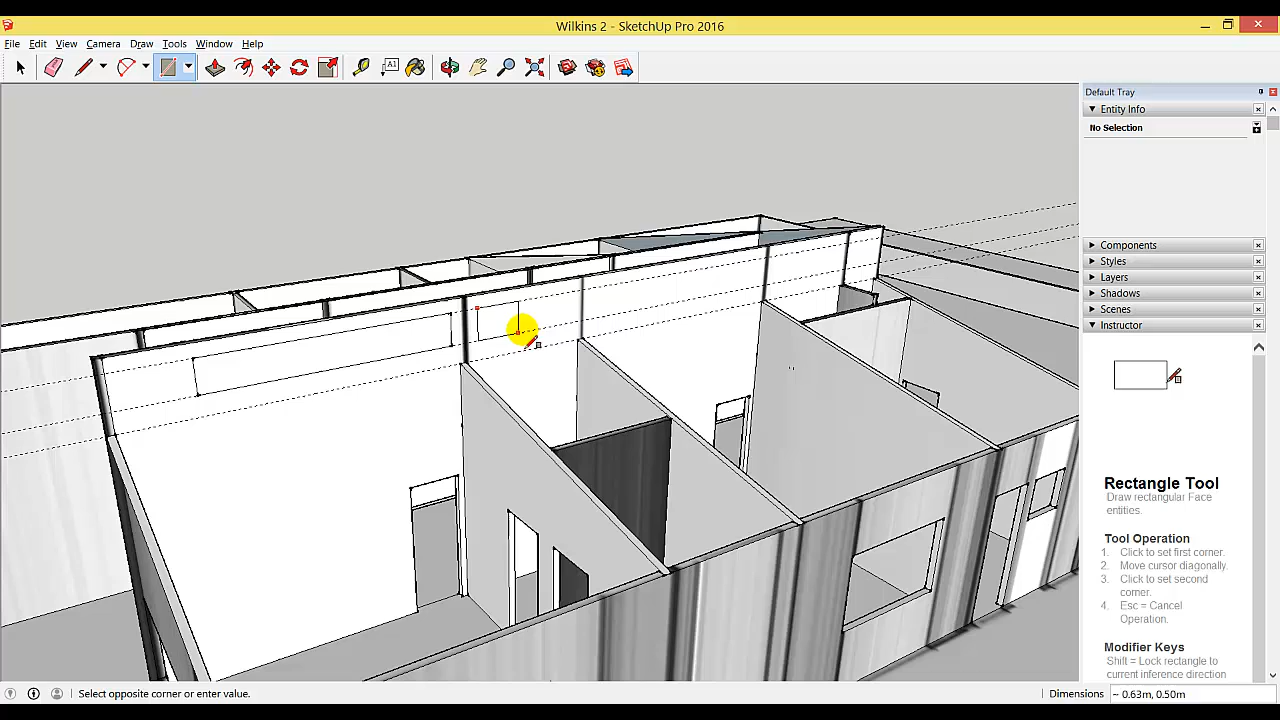 Wilkins 2 - SketchUp Pro 2016
File Edit View Camera Draw Tools Window Help
A1
Default Tray
Entity Info
No Selection
Components
Styles
Layers
Shadows
Scenes
Instructor
Rectangle Tool
Draw rectangular Face
entities.
Tool Operation
1. Click to set first corner.
2. Move cursor diagonally.
3. Click to set second
corner.
4. Esc = Cancel
Operation.
Modifier Keys
Shift = Lock rectangle to
current inference direction
Select opposite corner or enter value.
Dimensions ~ 0.63m, 0.50m